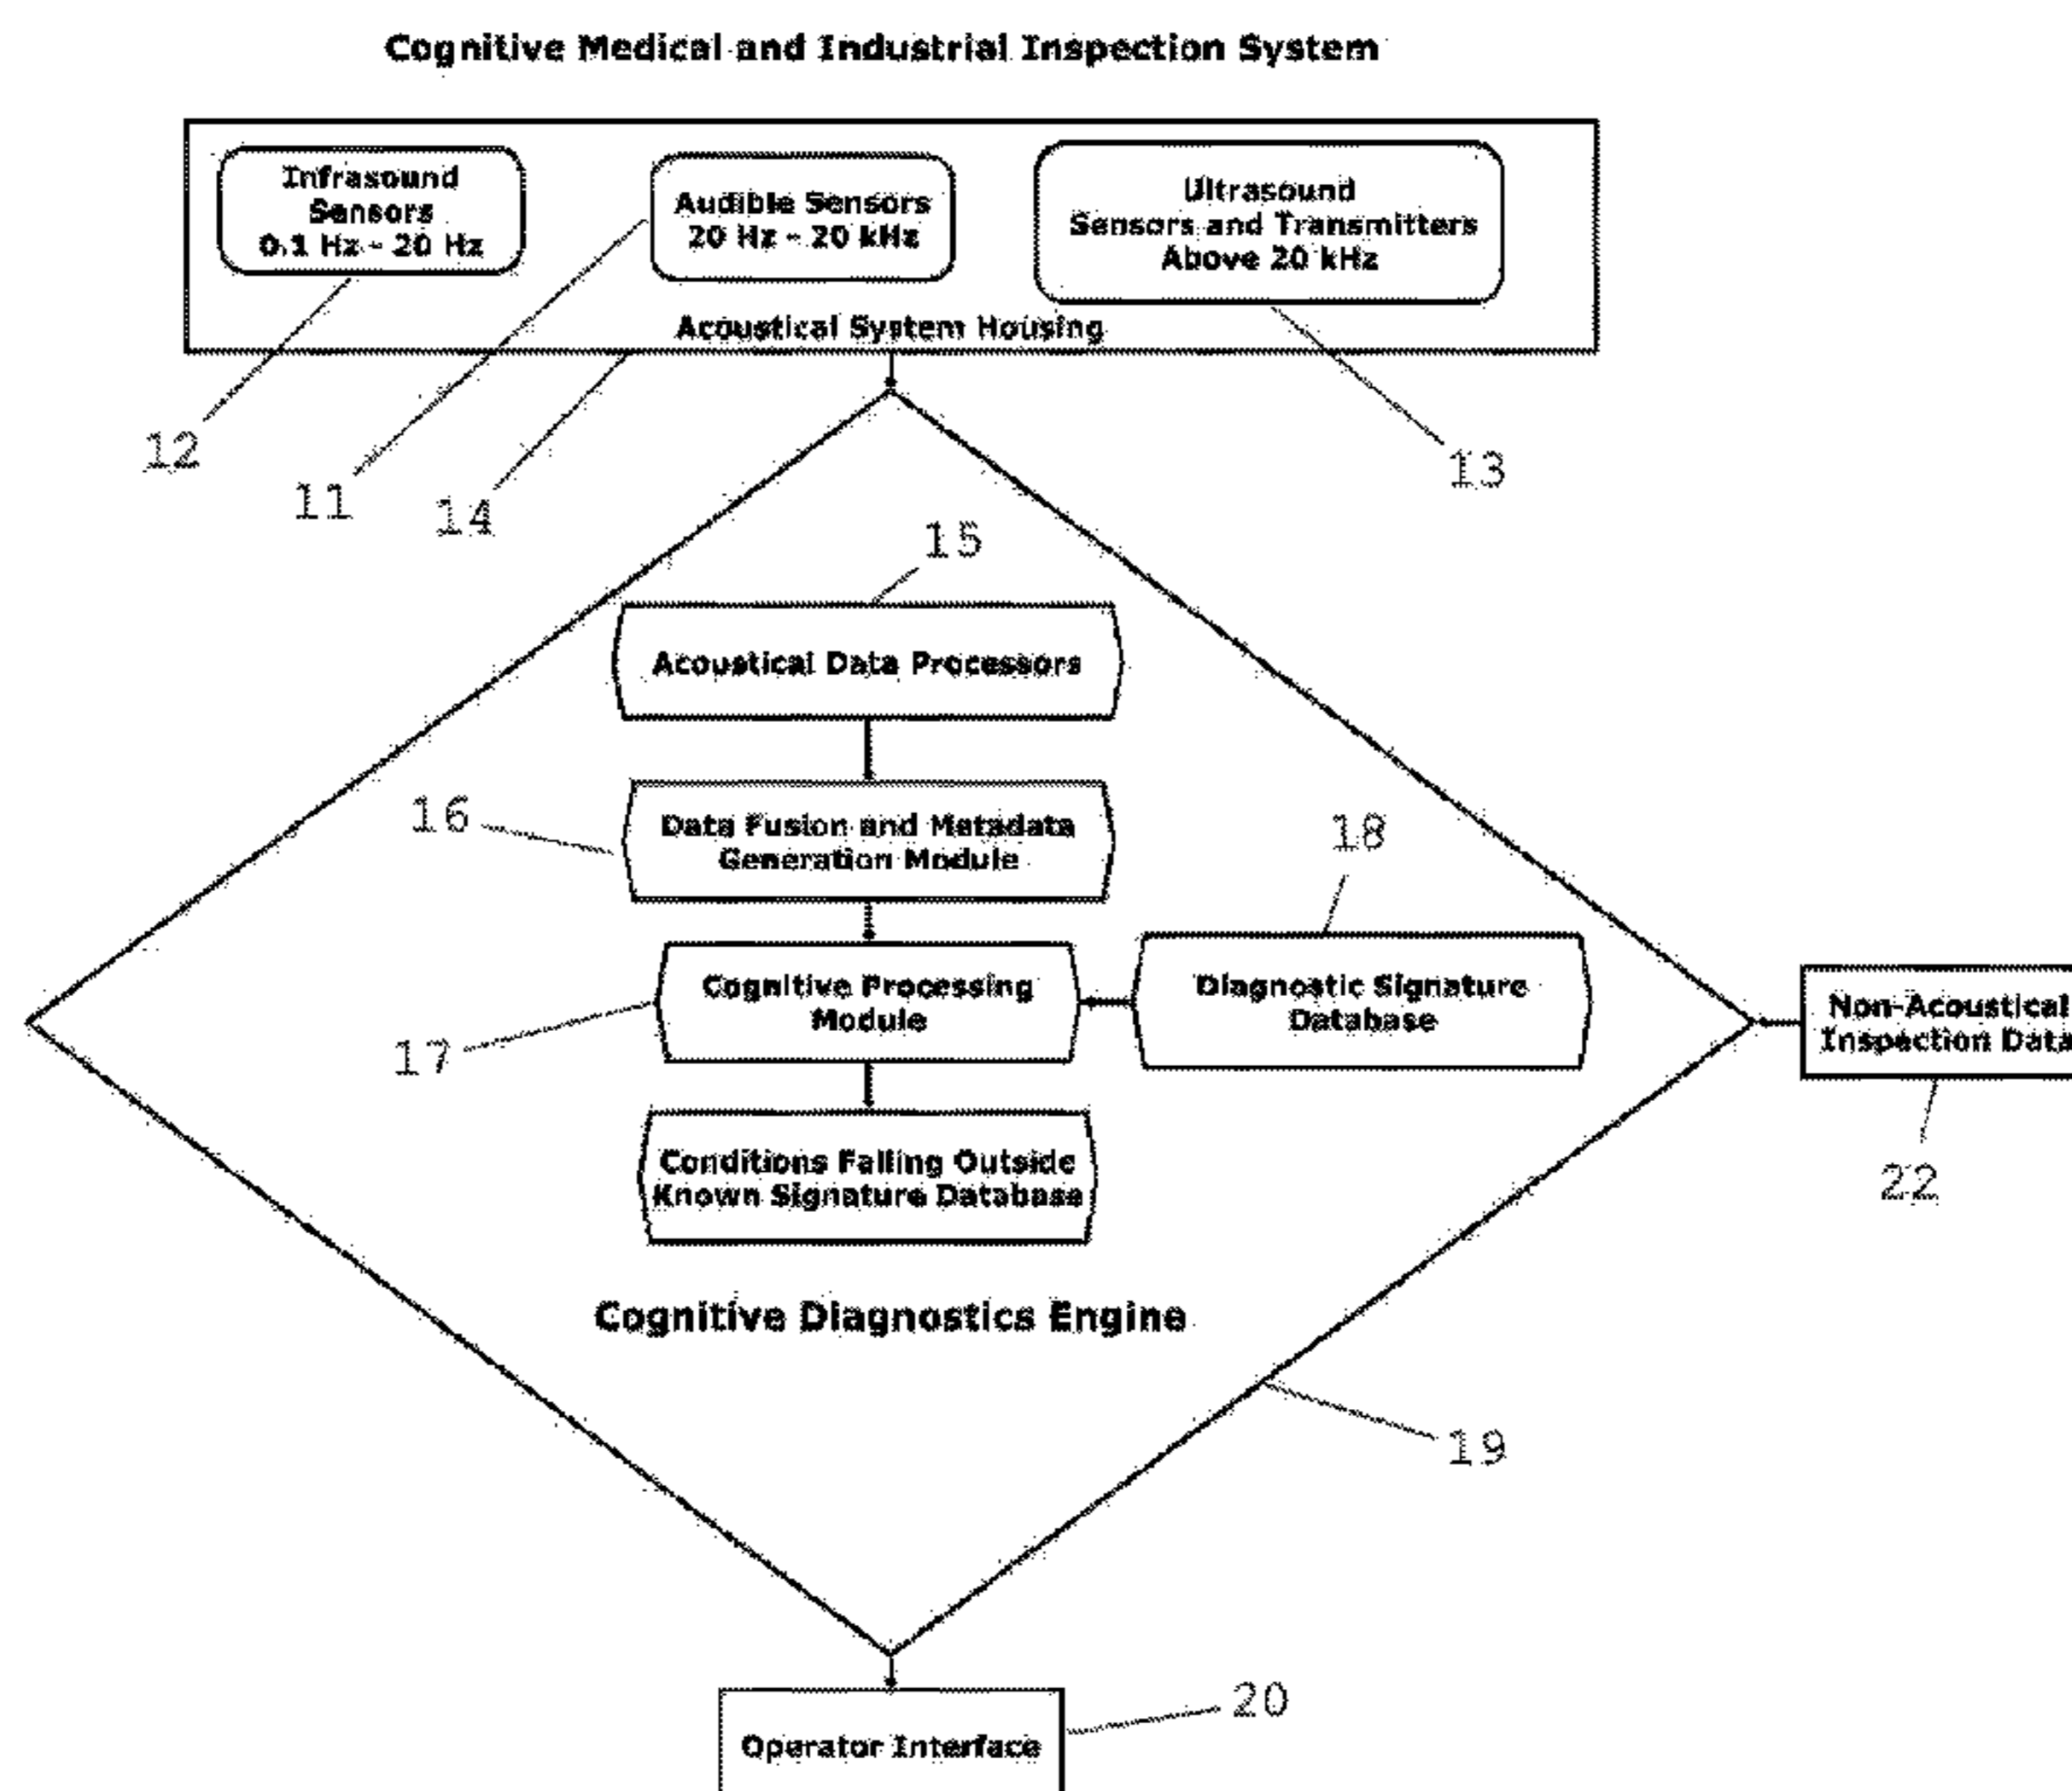 Cognitive Medical and Industrial Inspection System
Infrasound
Sensors
0.1 Hz - 20 Hz
Audible Sensors
20 Hz - 20 kHz
Ultrasound
Sensors and Transmitters
Above 20 kHz
Acoustical System Housing
12
11
14
13
15
Acoustical Data Processors
16
Data Fusion and Metadata
Generation Module
18
17
Cognitive Processing
Module
Diagnostic Signature
Database
Non-Acoustical
Inspection Data
22
Conditions Falling Outside
Known Signature Database
Cognitive Diagnostics Engine
19
20
Operator Interface